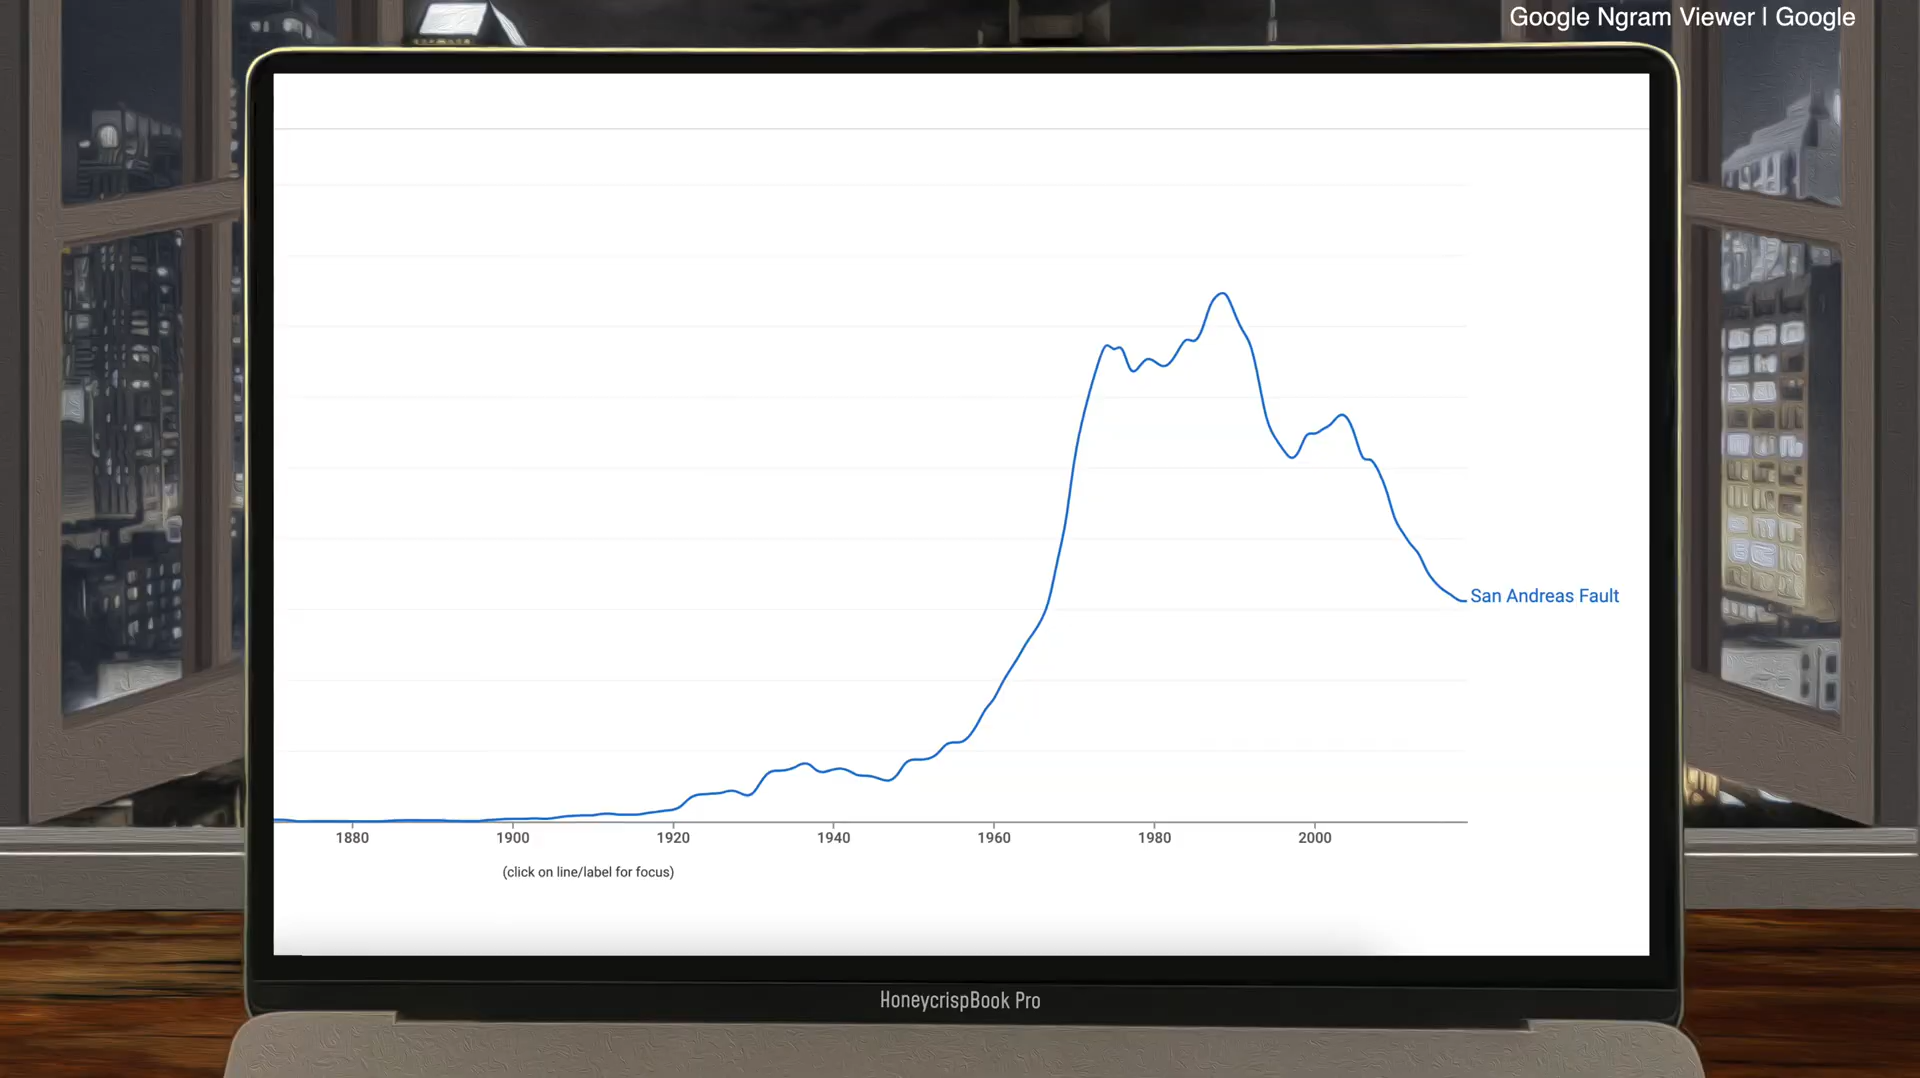 Google Ngram Viewer | Google
San Andreas Fault
1880 1900 1920 1940 1960 1980 2000
(click on line/label for focus)
HoneycrispBook Pro